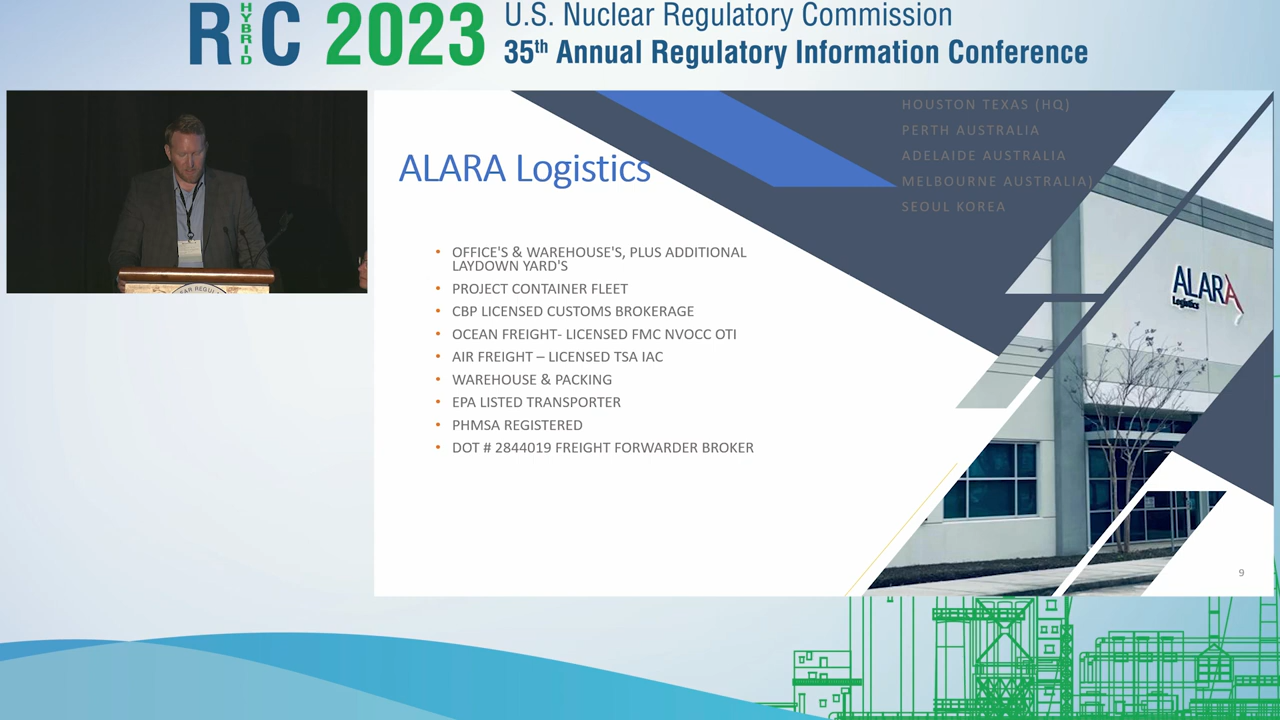 RIC HYBRID 2023
U.S. Nuclear Regulatory Commission
35th Annual Regulatory Information Conference
HOUSTON TEXAS (HQ)
PERTH AUSTRALIA
ADELAIDE AUSTRALIA
MELBOURNE AUSTRALIA)
SEOUL KOREA
ALARA Logistics
• OFFICE'S & WAREHOUSE'S, PLUS ADDITIONAL
LAYDOWN YARD'S
• PROJECT CONTAINER FLEET
• CBP LICENSED CUSTOMS BROKERAGE
• OCEAN FREIGHT- LICENSED FMC NVOCC OTI
• AIR FREIGHT – LICENSED TSA IAC
• WAREHOUSE & PACKING
• EPA LISTED TRANSPORTER
• PHMSA REGISTERED
• DOT # 2844019 FREIGHT FORWARDER BROKER
ALARA
Logistics
9